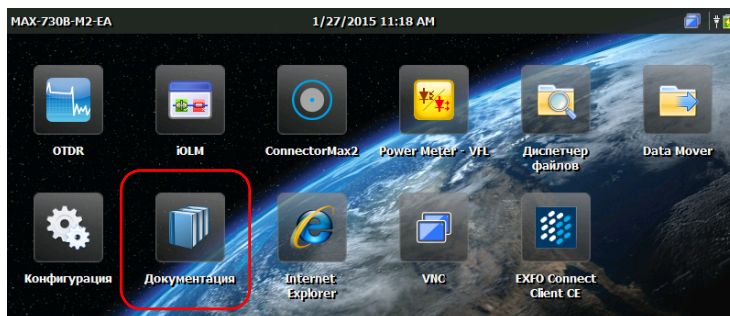 MAX-730B-M2-EA 1/27/2015 11:18 AM
OTDR iOLM ConnectorMax2 Power Meter - VFL Диспетчер файлов Data Mover
Конфигурация Документация Internet Explorer VNC EXFO Connect Client CE